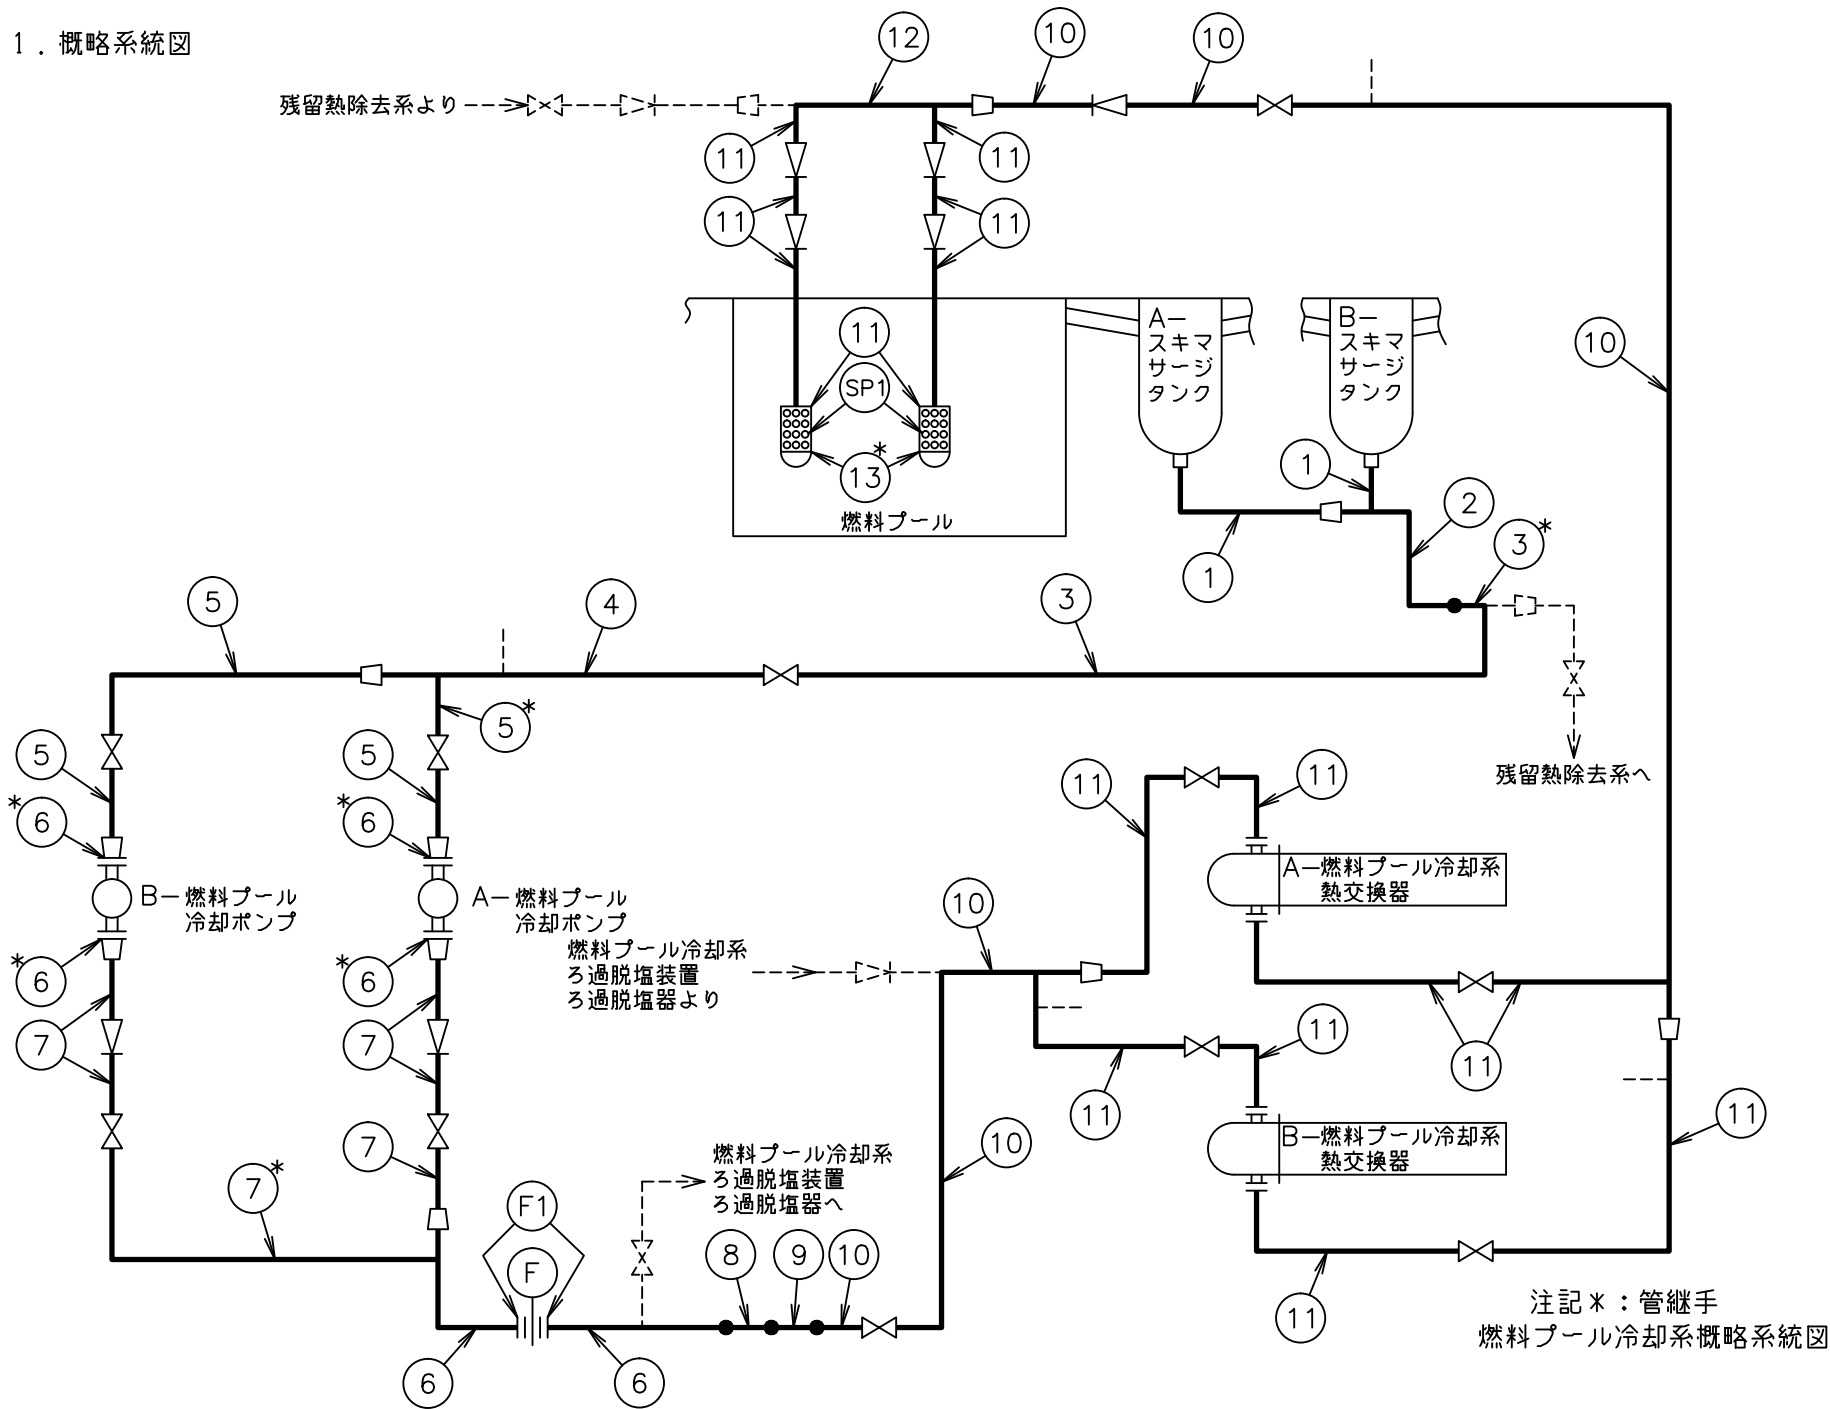 1．概略系統図
12
10
10
残留熱除去系より
11
11
11
11
11
SP1
13*
燃料プール
A－
スキマ
サージ
タンク
B－
スキマ
サージ
タンク
10
1
1
2
3*
5
4
3
5*
残留熱除去系へ
5
5
*6
*6
B－燃料プール
冷却ポンプ
A－燃料プール
冷却ポンプ
*6
*6
7
7
7
7*
燃料プール冷却系
ろ過脱塩装置
ろ過脱塩器より
10
11
11
A－燃料プール冷却系
熱交換器
11
11
11
11
B－燃料プール冷却系
熱交換器
11
10
燃料プール冷却系
ろ過脱塩装置
ろ過脱塩器へ
F1
F
8
9
10
6
6
11
注記＊：管継手
燃料プール冷却系概略系統図